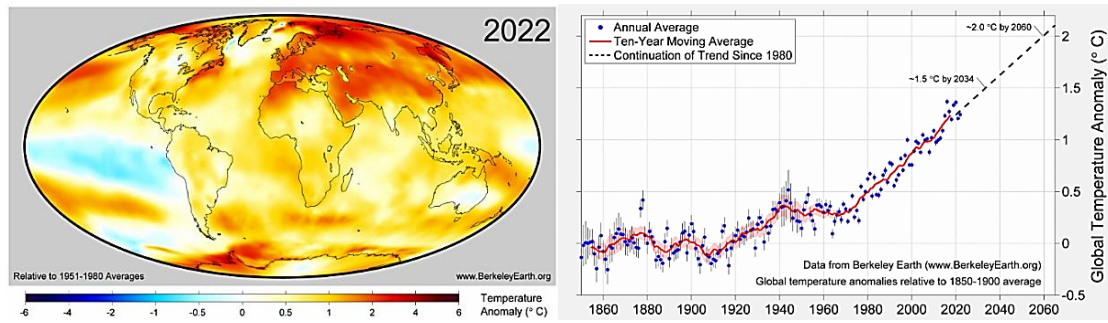 2022
Relative to 1951-1980 Averages
www.BerkeleyEarth.org
-6 -4 -2 -1 -0.5 0 0.5 1 2 4 6
Temperature
Anomaly (° C)
Annual Average
Ten-Year Moving Average
Continuation of Trend Since 1980
~2.0 °C by 2060
~1.5 °C by 2034
2
1.5
1
0.5
0
-0.5
Global Temperature Anomaly (° C)
Data from Berkeley Earth (www.BerkeleyEarth.org)
Global temperature anomalies relative to 1850-1900 average
1860 1880 1900 1920 1940 1960 1980 2000 2020 2040 2060